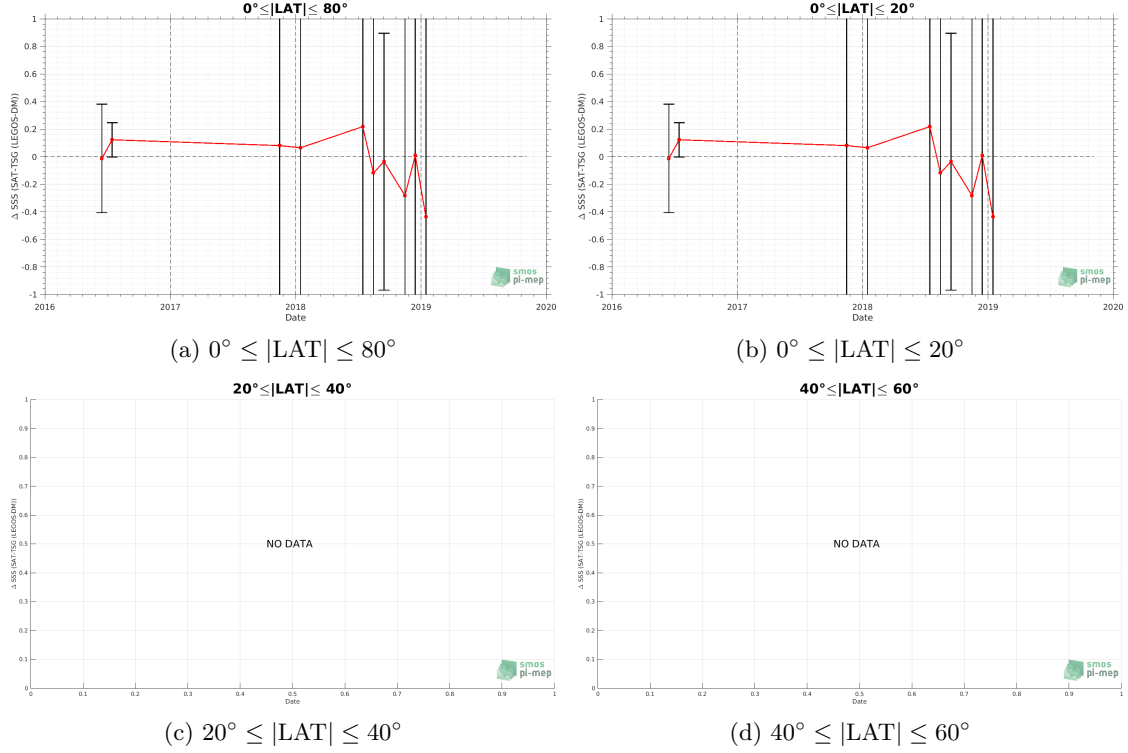 0°≤|LAT|≤ 80°
Δ SSS (SAT-TSG (LEGOS-DM))
1
0.8
0.6
0.4
0.2
0
-0.2
-0.4
-0.6
-0.8
-1
2016
2017
2018
2019
2020
Date
smos
pi-mep
(a) 0° ≤ |LAT| ≤ 80°
0°≤|LAT|≤ 20°
Δ SSS (SAT-TSG (LEGOS-DM))
1
0.8
0.6
0.4
0.2
0
-0.2
-0.4
-0.6
-0.8
-1
2016
2017
2018
2019
2020
Date
smos
pi-mep
(b) 0° ≤ |LAT| ≤ 20°
20°≤|LAT|≤ 40°
Δ SSS (SAT-TSG (LEGOS-DM))
1
0.9
0.8
0.7
0.6
0.5
0.4
0.3
0.2
0.1
0
NO DATA
0
0.1
0.2
0.3
0.4
0.5
0.6
0.7
0.8
0.9
1
Date
smos
pi-mep
(c) 20° ≤ |LAT| ≤ 40°
40°≤|LAT|≤ 60°
Δ SSS (SAT-TSG (LEGOS-DM))
1
0.9
0.8
0.7
0.6
0.5
0.4
0.3
0.2
0.1
0
NO DATA
0
0.1
0.2
0.3
0.4
0.5
0.6
0.7
0.8
0.9
1
Date
smos
pi-mep
(d) 40° ≤ |LAT| ≤ 60°